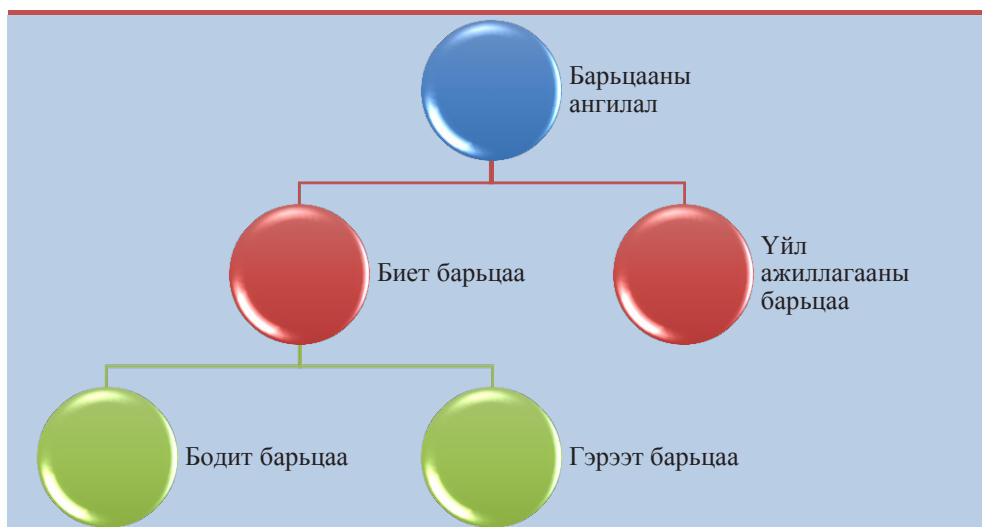 Барьцааны
ангилал
Биет барьцаа
Үйл
ажиллагааны
барьцаа
Бодит барьцаа
Гэрээт барьцаа